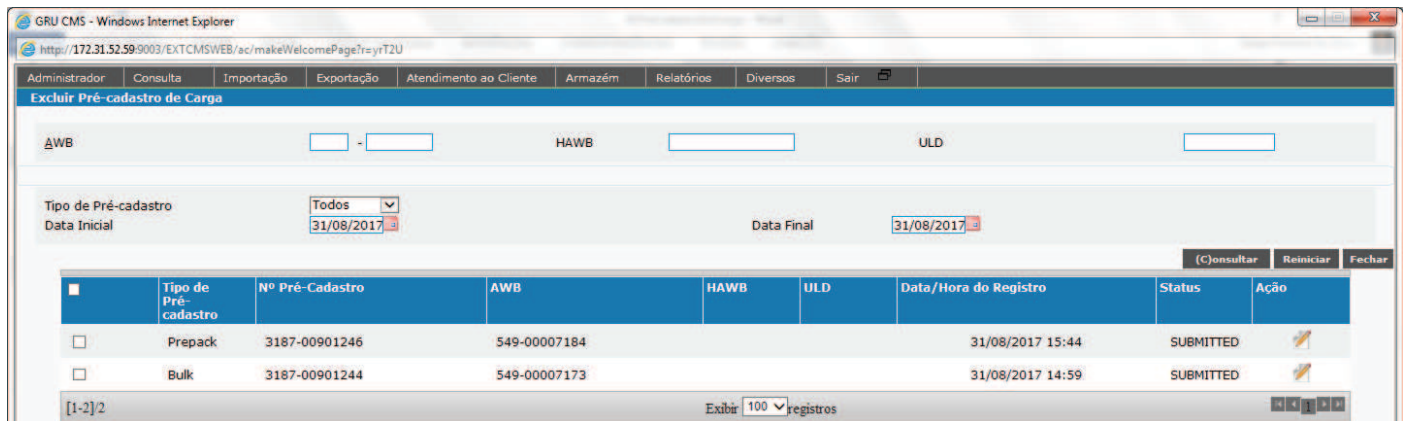 GRU CMS - Windows Internet Explorer
http://172.31.52.59:9003/EXTCMSWEB/ac/makeWelcomePage?r=yrT2U
Administrador Consulta Importação Exportação Atendimento ao Cliente Armazém Relatórios Diversos Sair
Excluir Pré-cadastro de Carga
AWB - HAWB ULD
Tipo de Pré-cadastro Todos
Data Inicial 31/08/2017 Data Final 31/08/2017
(C)onsultar Reiniciar Fechar
Tipo de Pré-cadastro Nº Pré-Cadastro AWB HAWB ULD Data/Hora do Registro Status Ação
Prepack 3187-00901246 549-00007184 31/08/2017 15:44 SUBMITTED
Bulk 3187-00901244 549-00007173 31/08/2017 14:59 SUBMITTED
[1-2]/2 Exibir 100 registros 1